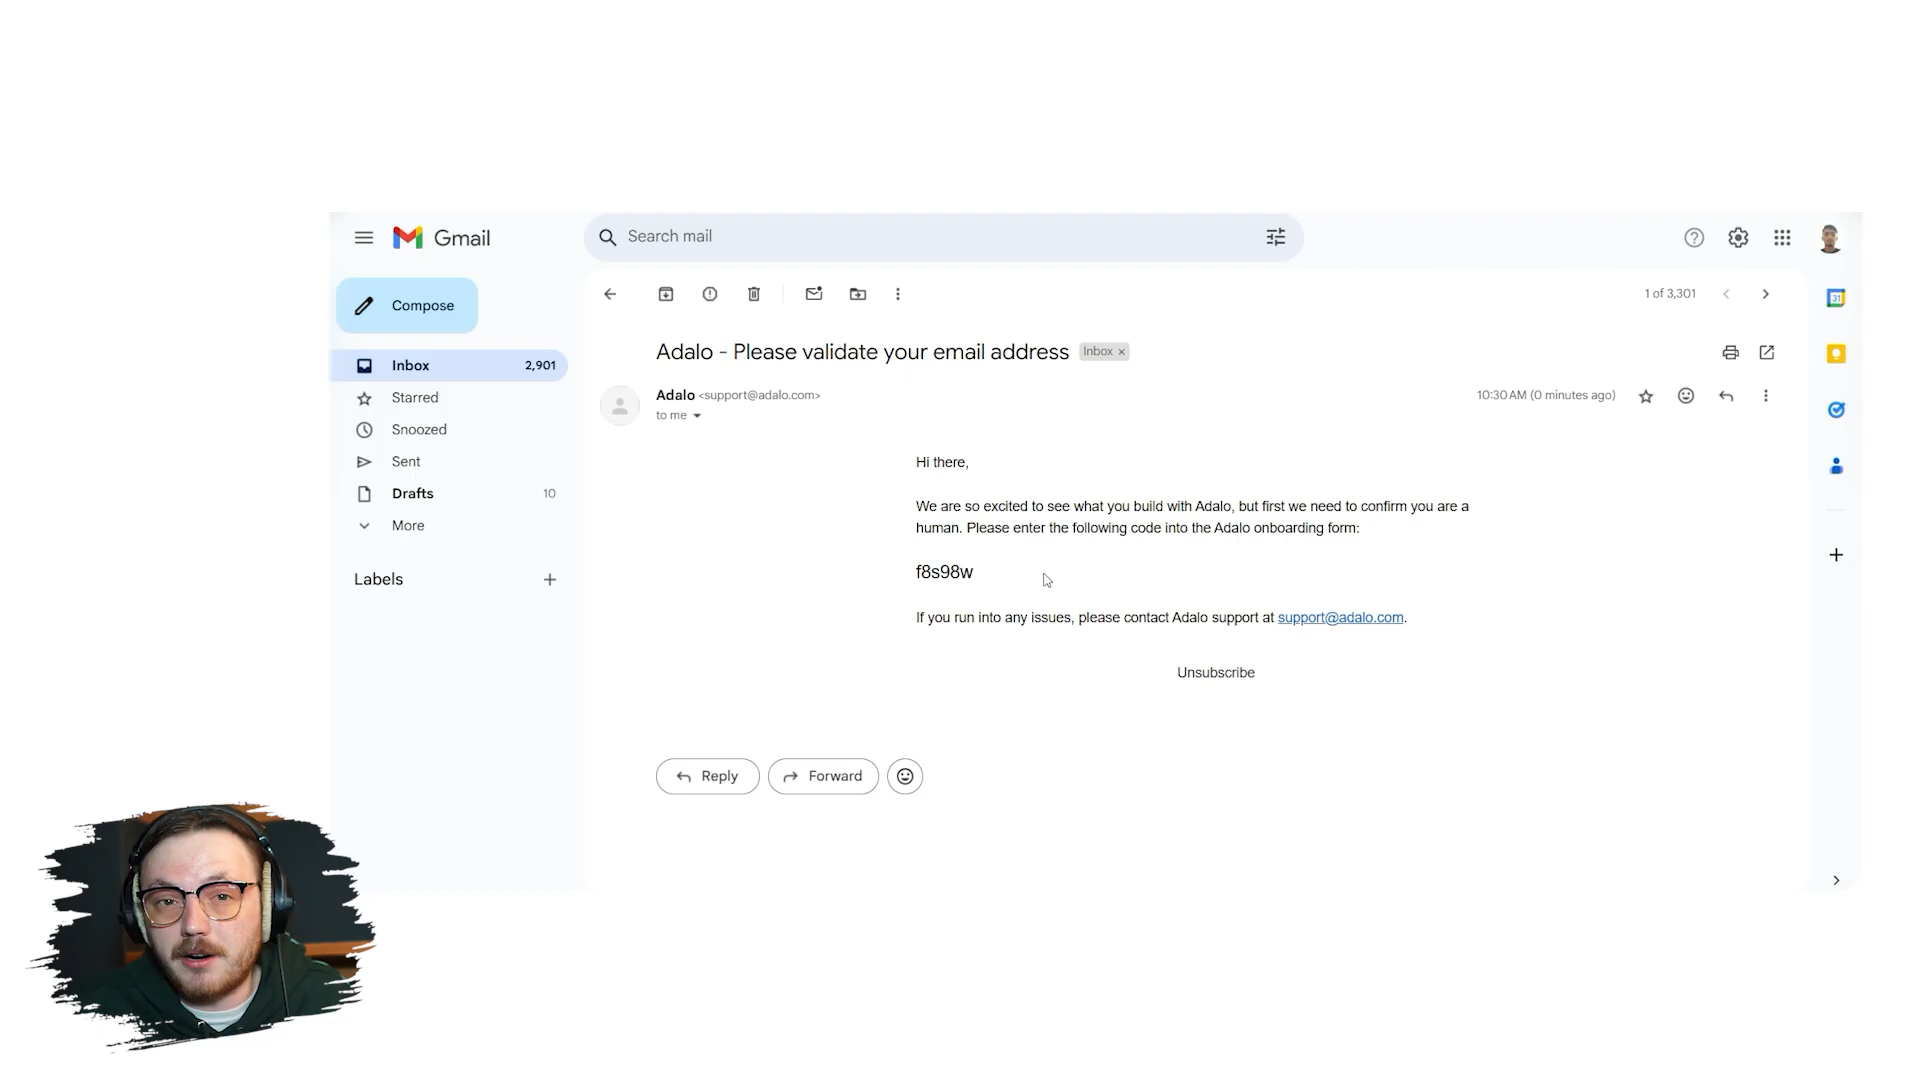 Gmail
Search mail
Compose
1 of 3,301
Adalo - Please validate your email address Inbox ×
Inbox 2,901
Starred
Snoozed
Sent
Drafts 10
More
Labels
Adalo <support@adalo.com>
10:30 AM (0 minutes ago)
to me
Hi there,
We are so excited to see what you build with Adalo, but first we need to confirm you are a
human. Please enter the following code into the Adalo onboarding form:
f8s98w
If you run into any issues, please contact Adalo support at support@adalo.com.
Unsubscribe
Reply
Forward
31